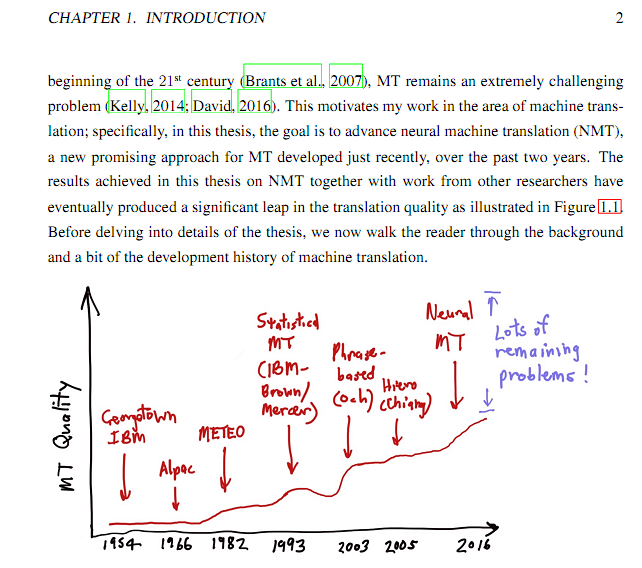 CHAPTER 1. INTRODUCTION 2
beginning of the 21st century (Brants et al., 2007), MT remains an extremely challenging
problem (Kelly, 2014; David, 2016). This motivates my work in the area of machine trans-
lation; specifically, in this thesis, the goal is to advance neural machine translation (NMT),
a new promising approach for MT developed just recently, over the past two years. The
results achieved in this thesis on NMT together with work from other researchers have
eventually produced a significant leap in the translation quality as illustrated in Figure 1.1.
Before delving into details of the thesis, we now walk the reader through the background
and a bit of the development history of machine translation.
MT Quality
Georgetown
IBM
Alpac
METEO
Statistical
MT
(IBM-
Brown/
Mercer)
Phrase-
based
(Och)
Hiero
(Chiang)
Neural
MT
Lots of
remaining
problems!
1954 1966 1982 1993 2003 2005 2016